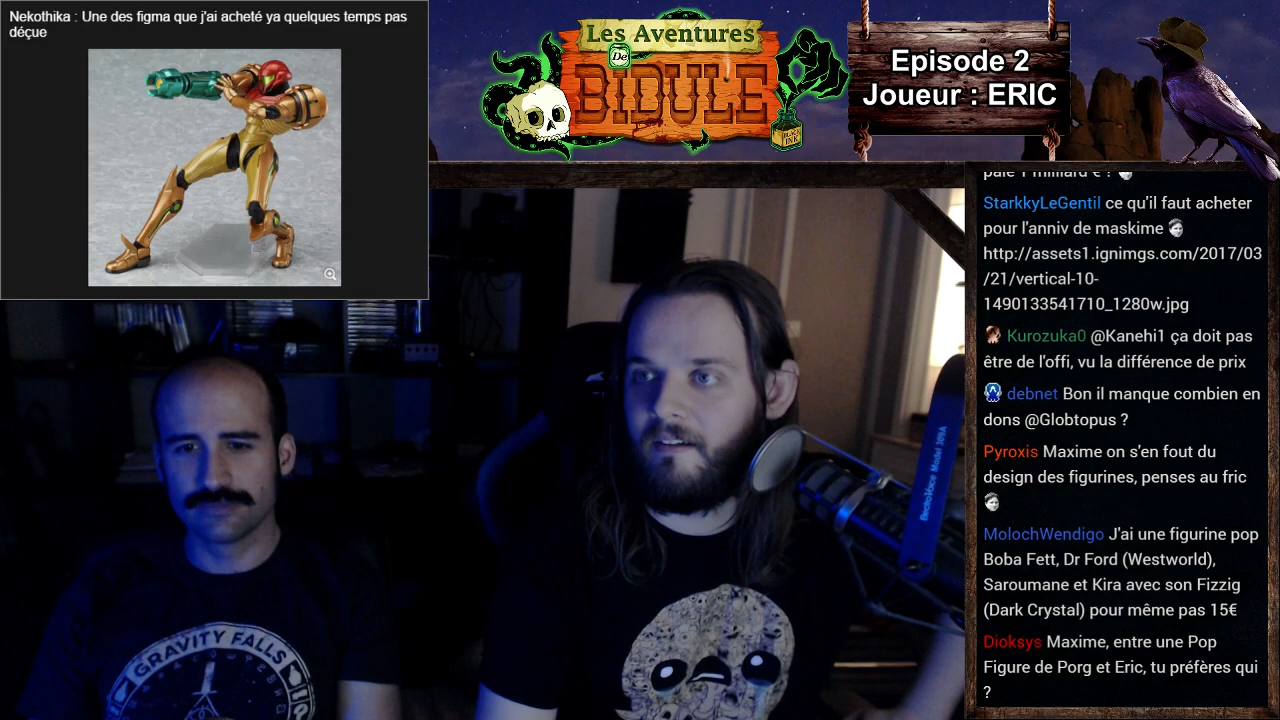 Nekothika : Une des figma que j'ai acheté ya quelques temps pas
déçue
Les Aventures
De
BIDULE
BLACK
INK
Episode 2
Joueur : ERIC
StarkkyLeGentil ce qu'il faut acheter
pour l'anniv de maskime
http://assets1.ignimgs.com/2017/03
/21/vertical-10-
1490133541710_1280w.jpg
Kurozuka0 @Kanehi1 ça doit pas
être de l'offi, vu la différence de prix
debnet Bon il manque combien en
dons @Globtopus ?
Pyroxis Maxime on s'en fout du
design des figurines, penses au fric
MolochWendigo J'ai une figurine pop
Boba Fett, Dr Ford (Westworld),
Saroumane et Kira avec son Fizzig
(Dark Crystal) pour même pas 15€
Dioksys Maxime, entre une Pop
Figure de Porg et Eric, tu préfères qui
?
ElectroVoice Model 309A
GRAVITY FALLS